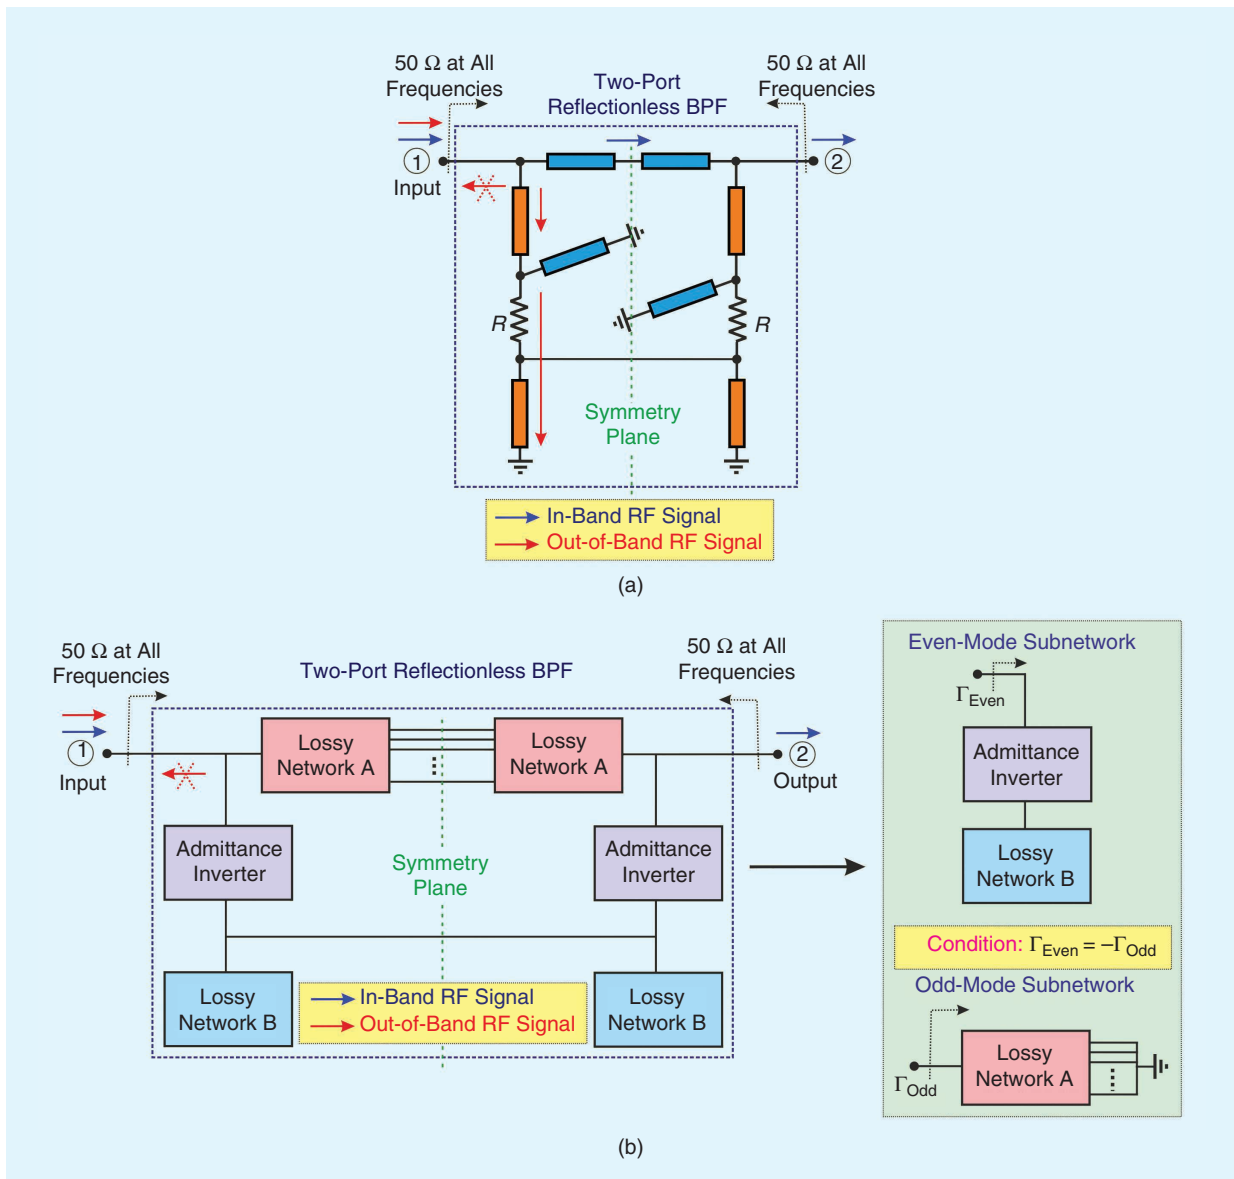 50 Ω at All
Frequencies
Two-Port
Reflectionless BPF
50 Ω at All
Frequencies
1
Input
2
R
R
Symmetry
Plane
In-Band RF Signal
Out-of-Band RF Signal
(a)
50 Ω at All
Frequencies
Two-Port Reflectionless BPF
50 Ω at All
Frequencies
1
Input
Lossy
Network A
Lossy
Network A
2
Output
Admittance
Inverter
Symmetry
Plane
Admittance
Inverter
Lossy
Network B
In-Band RF Signal
Out-of-Band RF Signal
Lossy
Network B
Even-Mode Subnetwork
ΓEven
Admittance
Inverter
Lossy
Network B
Condition: ΓEven = −ΓOdd
Odd-Mode Subnetwork
ΓOdd
Lossy
Network A
(b)